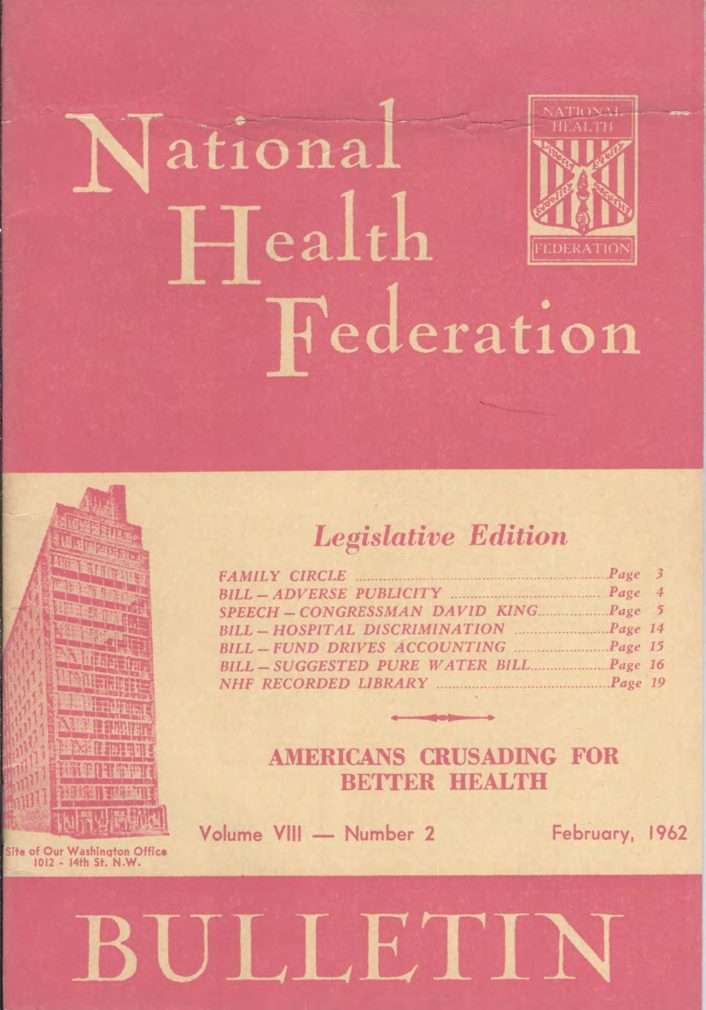 National
Health
Federation
NATIONAL
HEALTH
FEDERATION
Legislative Edition
FAMILY CIRCLE ........ Page 3
BILL — ADVERSE PUBLICITY ........ Page 4
SPEECH — CONGRESSMAN DAVID KING ........ Page 5
BILL — HOSPITAL DISCRIMINATION ........ Page 14
BILL — FUND DRIVES ACCOUNTING ........ Page 15
BILL — SUGGESTED PURE WATER BILL ........ Page 16
NHF RECORDED LIBRARY ........ Page 19
AMERICANS CRUSADING FOR
BETTER HEALTH
Volume VIII — Number 2 February, 1962
Site of Our Washington Office
1012 - 14th St. N.W.
BULLETIN